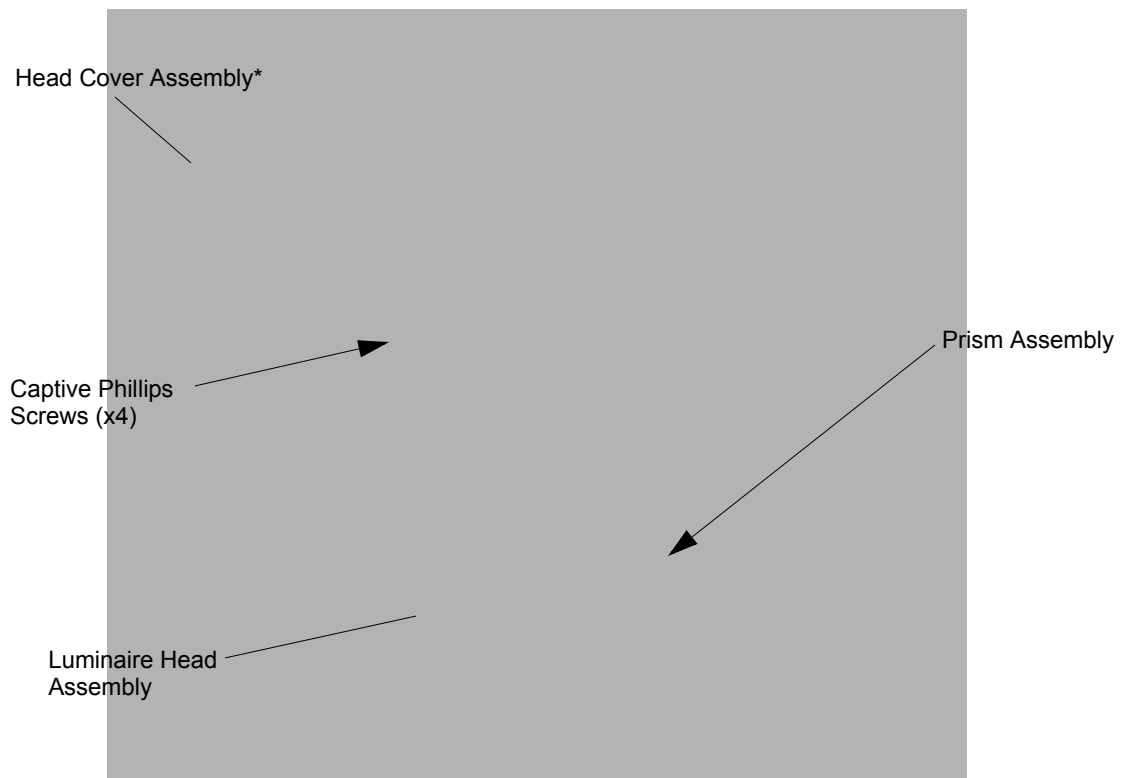 Head Cover Assembly*
Prism Assembly
Captive Phillips
Screws (x4)
Luminaire Head
Assembly